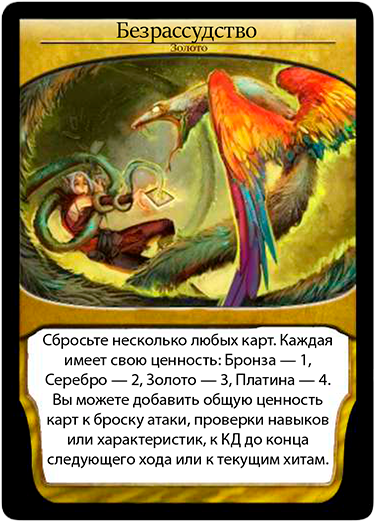 Безрассудство
Золото
Сбросьте несколько любых карт. Каждая
имеет свою ценность: Бронза — 1,
Серебро — 2, Золото — 3, Платина — 4.
Вы можете добавить общую ценность
карт к броску атаки, проверки навыков
или характеристик, к КД до конца
следующего хода или к текущим хитам.